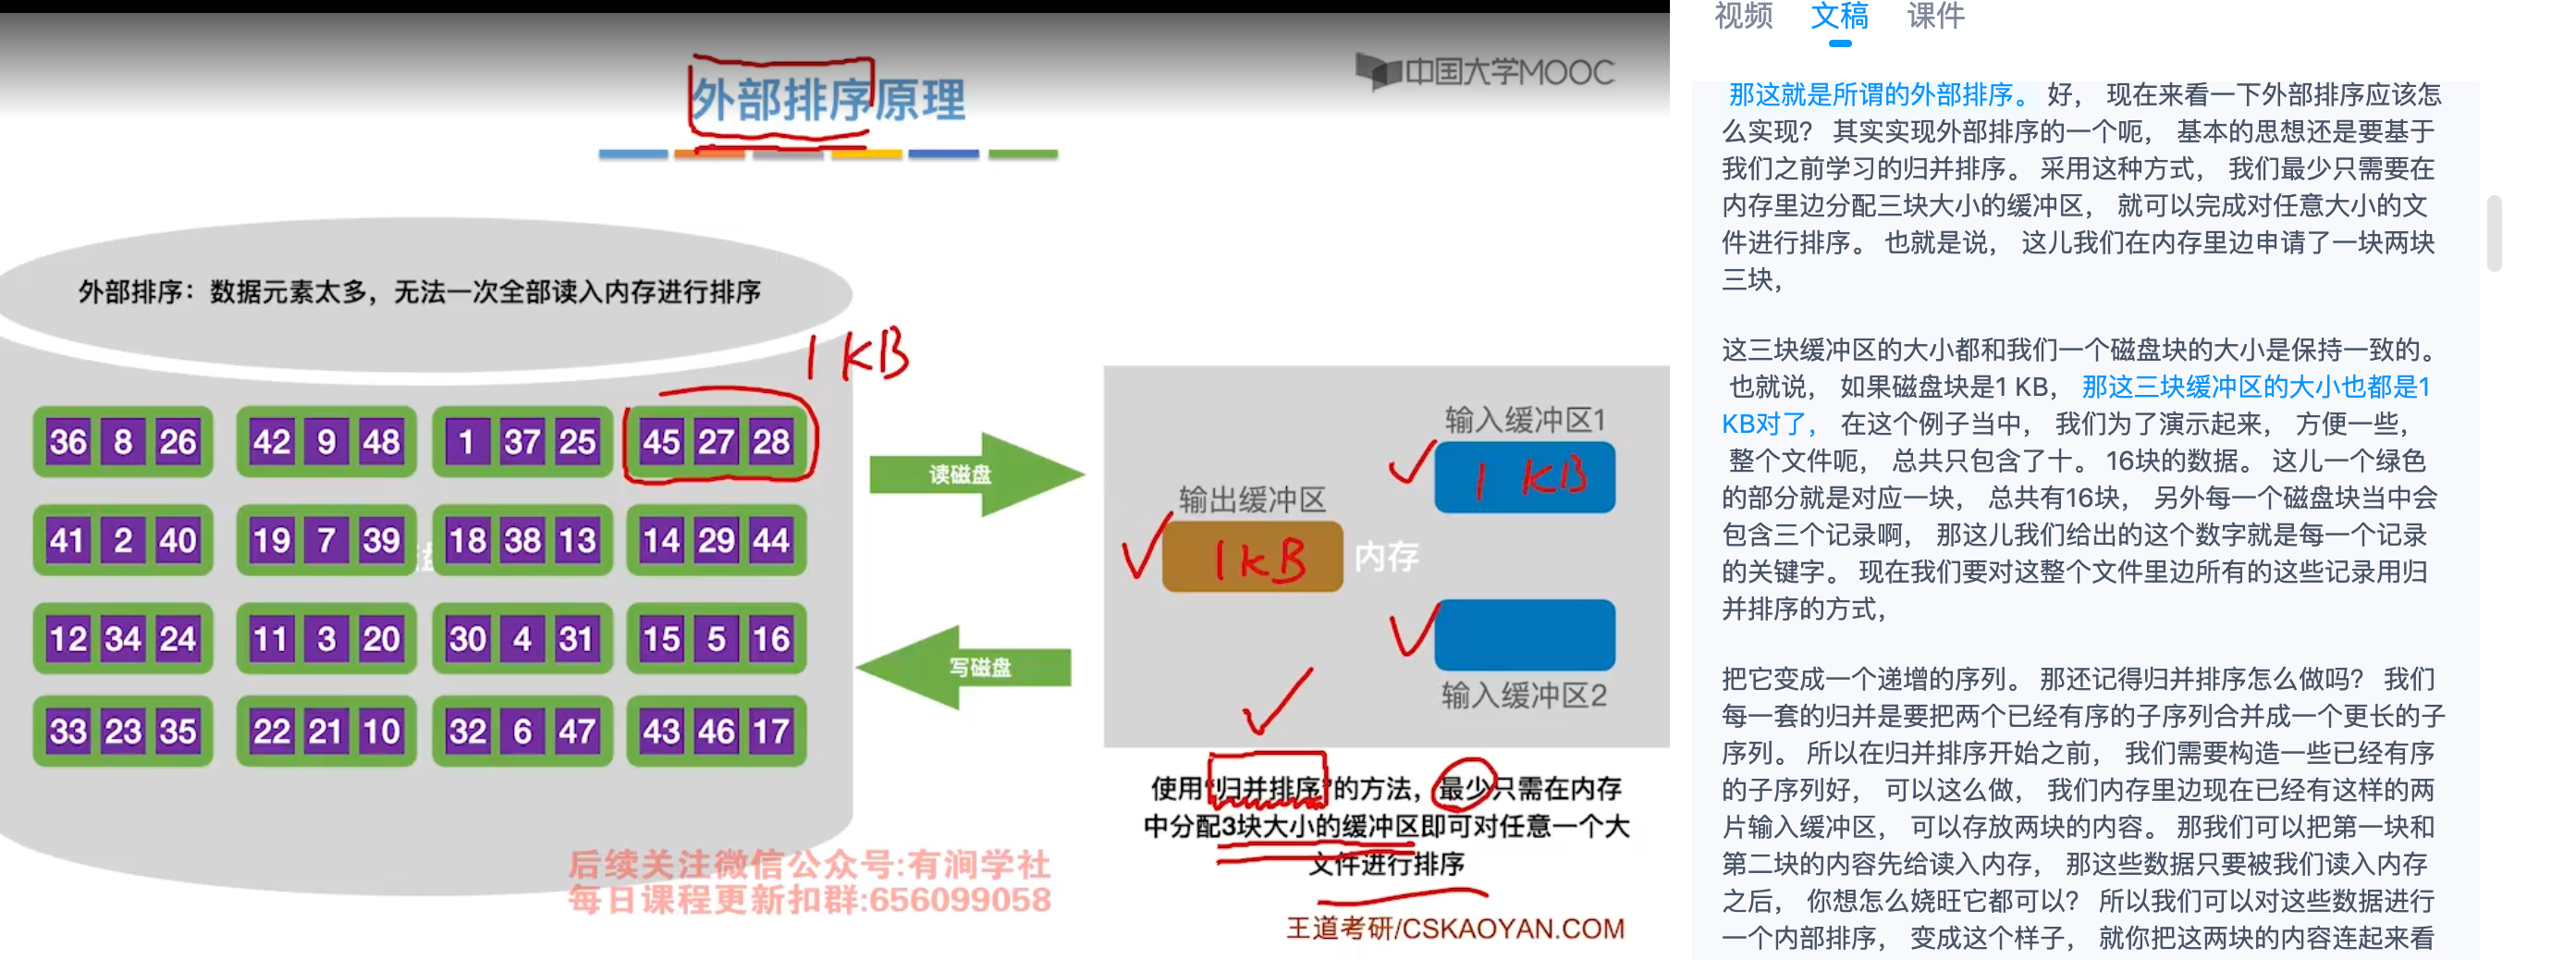 外部排序原理
中国大学MOOC
外部排序：数据元素太多，无法一次全部读入内存进行排序
1 KB
36 8 26 42 9 48 1 37 25 45 27 28
41 2 40 19 7 39 18 38 13 14 29 44
12 34 24 11 3 20 30 4 31 15 5 16
33 23 35 22 21 10 32 6 47 43 46 17
读磁盘
写磁盘
输入缓冲区1
1 KB
输出缓冲区
1KB
内存
输入缓冲区2
使用“归并排序”的方法，最少只需在内存
中分配3块大小的缓冲区即可对任意一个大
文件进行排序
后续关注微信公众号:有涧学社
每日课程更新扣群:656099058
王道考研/CSKAOYAN.COM
视频 文稿 课件
那这就是所谓的外部排序。 好， 现在来看一下外部排序应该怎
么实现？ 其实实现外部排序的一个呃， 基本的思想还是要基于
我们之前学习的归并排序。 采用这种方式， 我们最少只需要在
内存里边分配三块大小的缓冲区， 就可以完成对任意大小的文
件进行排序。 也就是说， 这儿我们在内存里边申请了一块两块
三块，
这三块缓冲区的大小都和我们一个磁盘块的大小是保持一致的。
也就说， 如果磁盘块是1 KB， 那这三块缓冲区的大小也都是1
KB对了， 在这个例子当中， 我们为了演示起来， 方便一些，
整个文件呃， 总共只包含了十。 16块的数据。 这儿一个绿色
的部分就是对应一块， 总共有16块， 另外每一个磁盘块当中会
包含三个记录啊， 那这儿我们给出的这个数字就是每一个记录
的关键字。 现在我们要对这整个文件里边所有的这些记录用归
并排序的方式，
把它变成一个递增的序列。 那还记得归并排序怎么做吗？ 我们
每一套的归并是要把两个已经有序的子序列合并成一个更长的子
序列。 所以在归并排序开始之前， 我们需要构造一些已经有序
的子序列好， 可以这么做， 我们内存里边现在已经有这样的两
片输入缓冲区， 可以存放两块的内容。 那我们可以把第一块和
第二块的内容先给读入内存， 那这些数据只要被我们读入内存
之后， 你想怎么娆旺它都可以？ 所以我们可以对这些数据进行
一个内部排序， 变成这个样子， 就你把这两块的内容连起来看